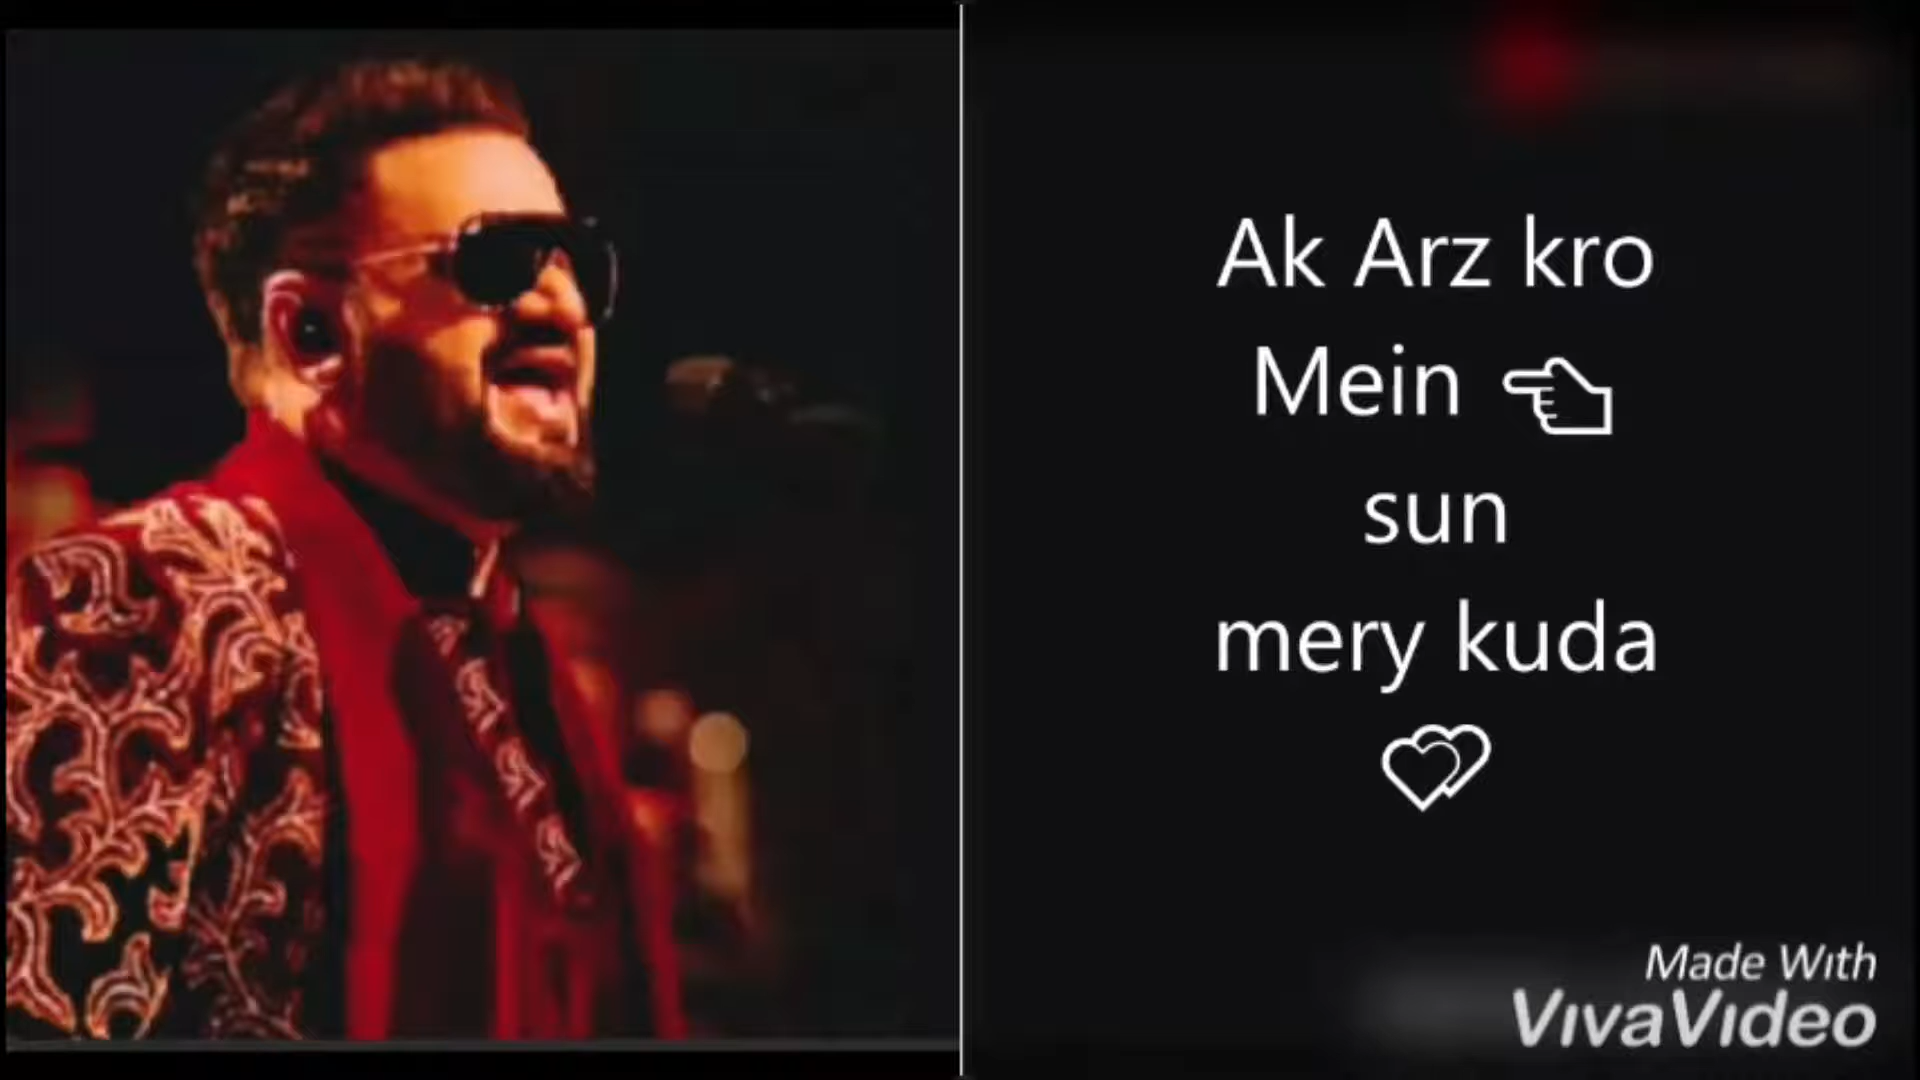 Ak Arz kro
Mein
sun
mery kuda
Made With
VivaVideo